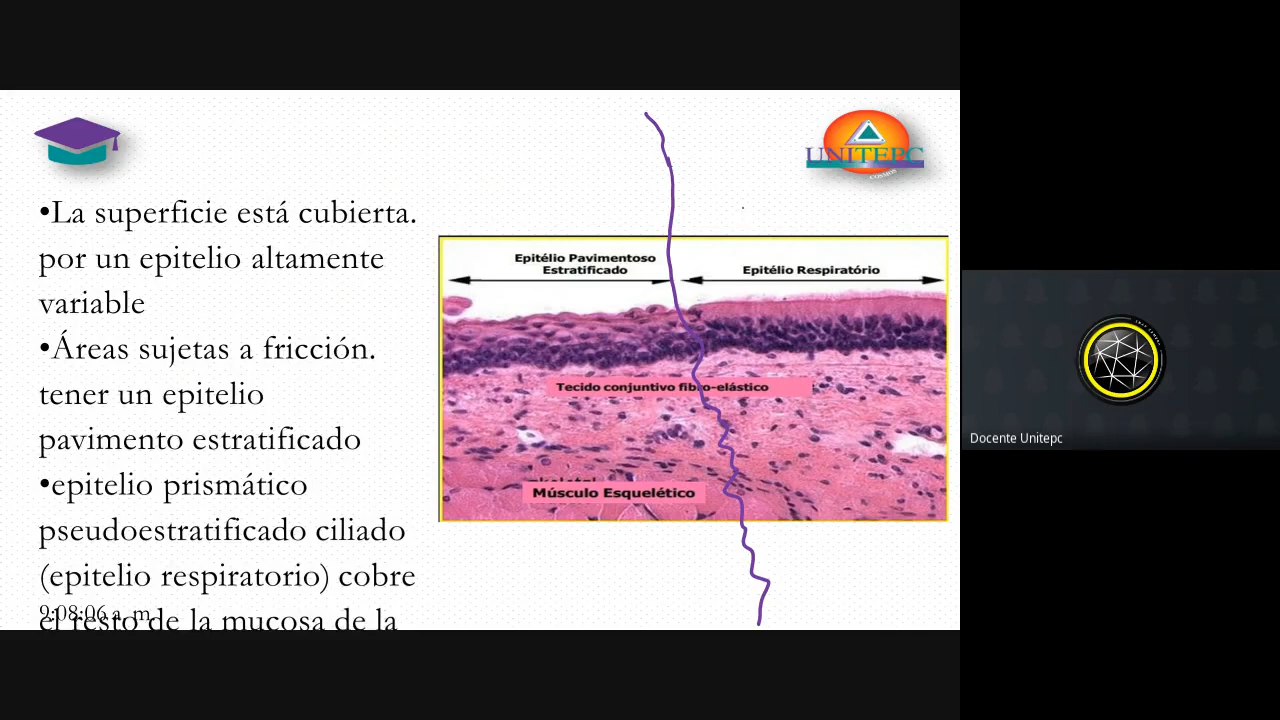 •La superficie está cubierta.
por un epitelio altamente
variable
•Áreas sujetas a fricción.
tener un epitelio
pavimento estratificado
•epitelio prismático
pseudoestratificado ciliado
(epitelio respiratorio) cobre
el resto de la mucosa de la
9:08:06 a. m.
UNITEPC
COSMOS
Epitélio Pavimentoso
Estratificado
Epitélio Respiratório
Tecido conjuntivo fibro-elástico
Músculo Esquelético
Docente Unitepc